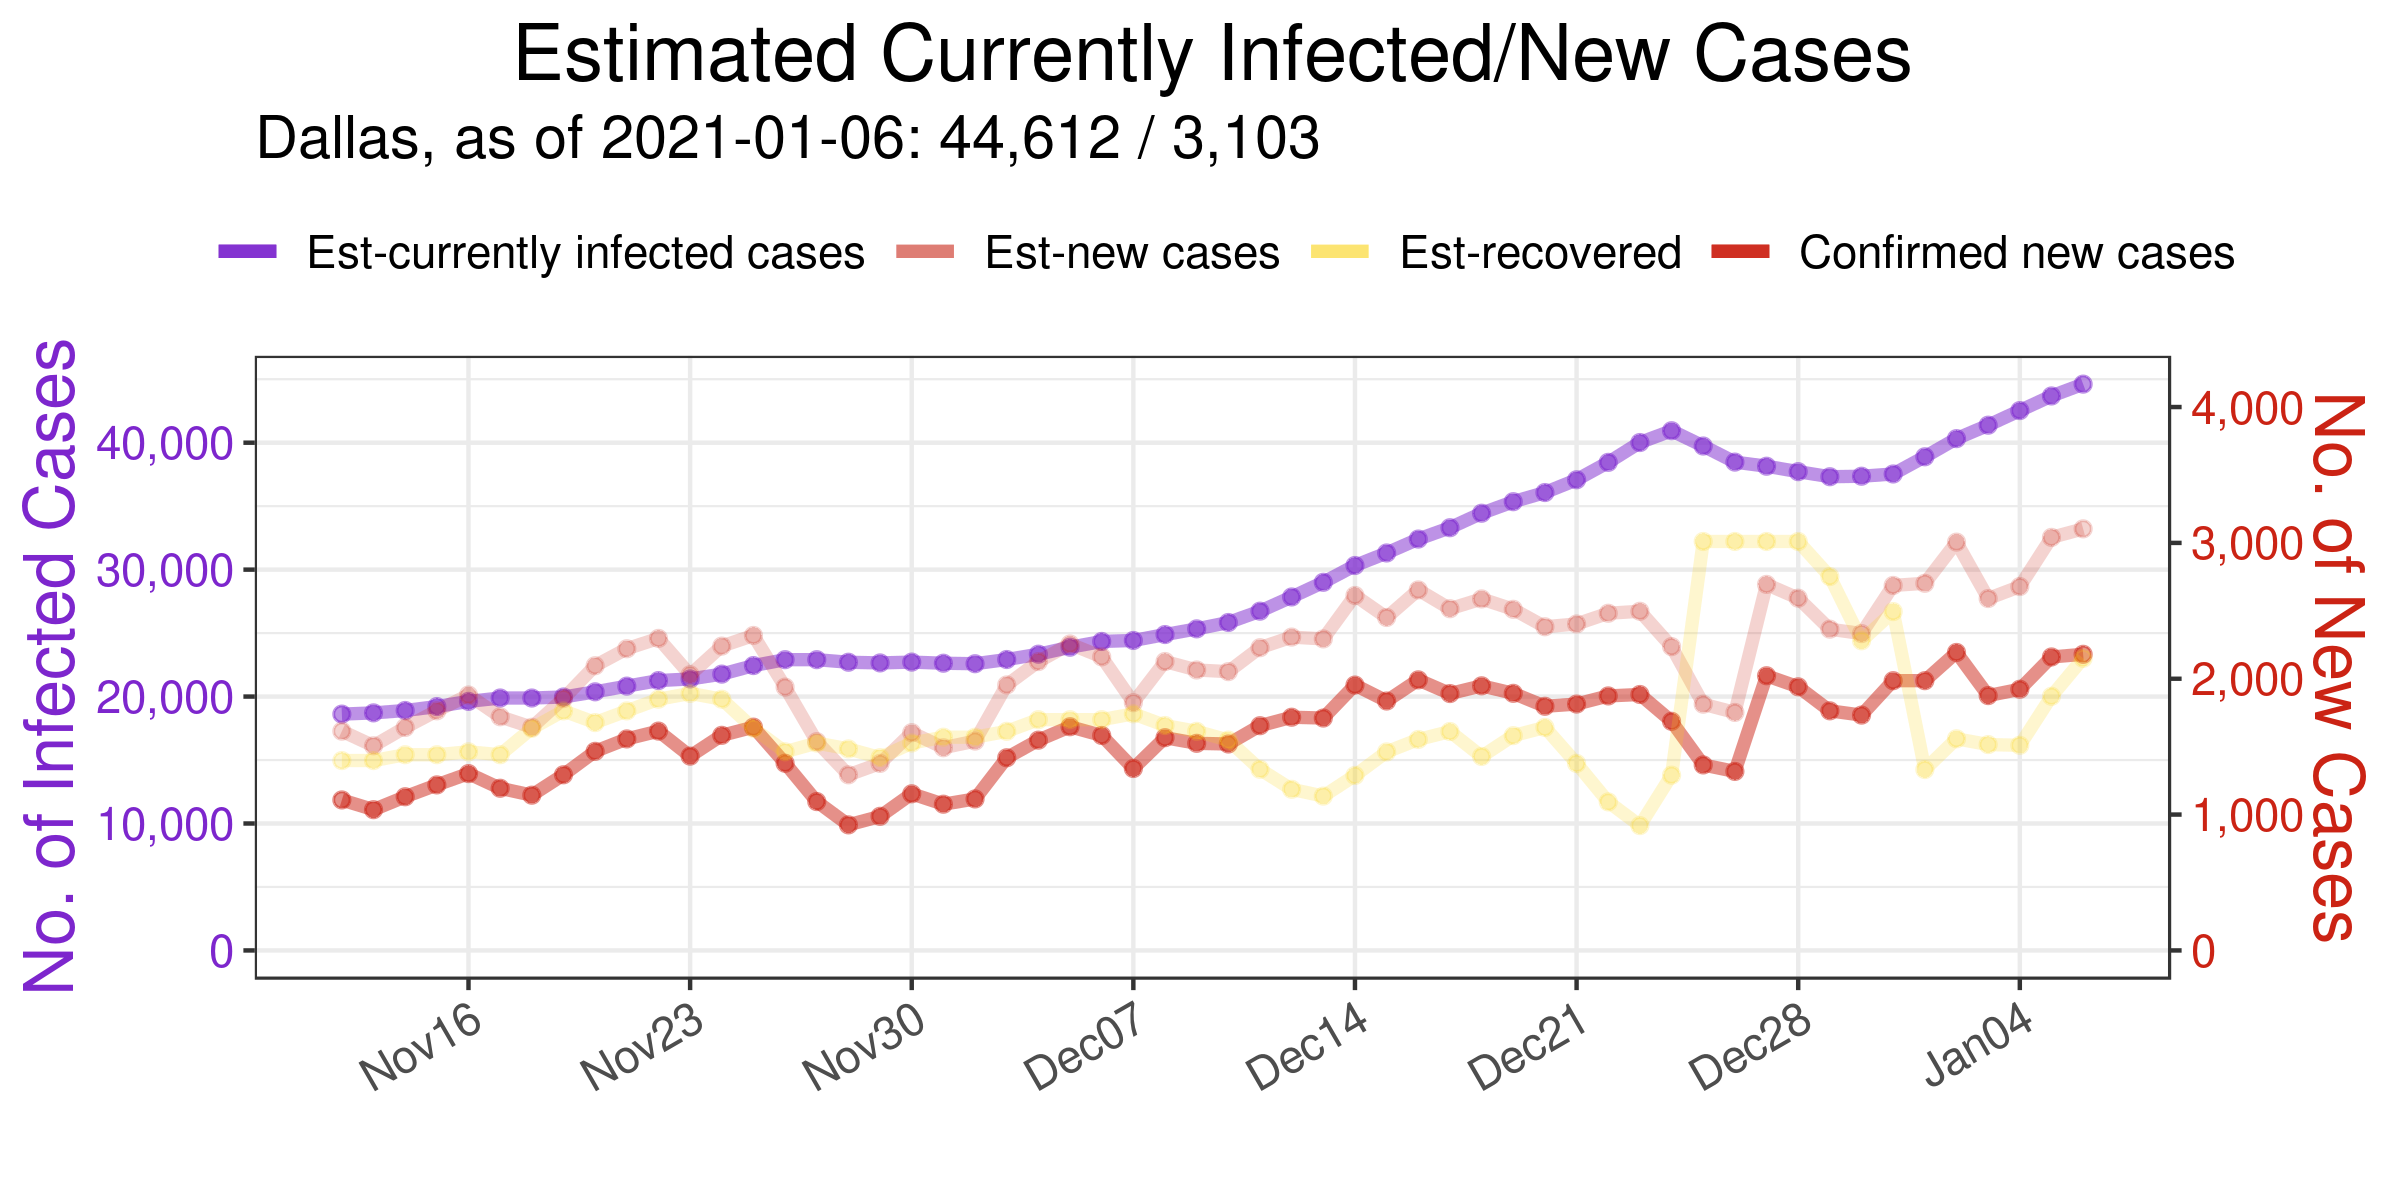 Estimated Currently Infected/New Cases
Dallas, as of 2021-01-06: 44,612 / 3,103
Est-currently infected cases Est-new cases Est-recovered Confirmed new cases
No. of Infected Cases
40,000
30,000
20,000
10,000
0
4,000
3,000
2,000
1,000
0
No. of New Cases
Nov16 Nov23 Nov30 Dec07 Dec14 Dec21 Dec28 Jan04